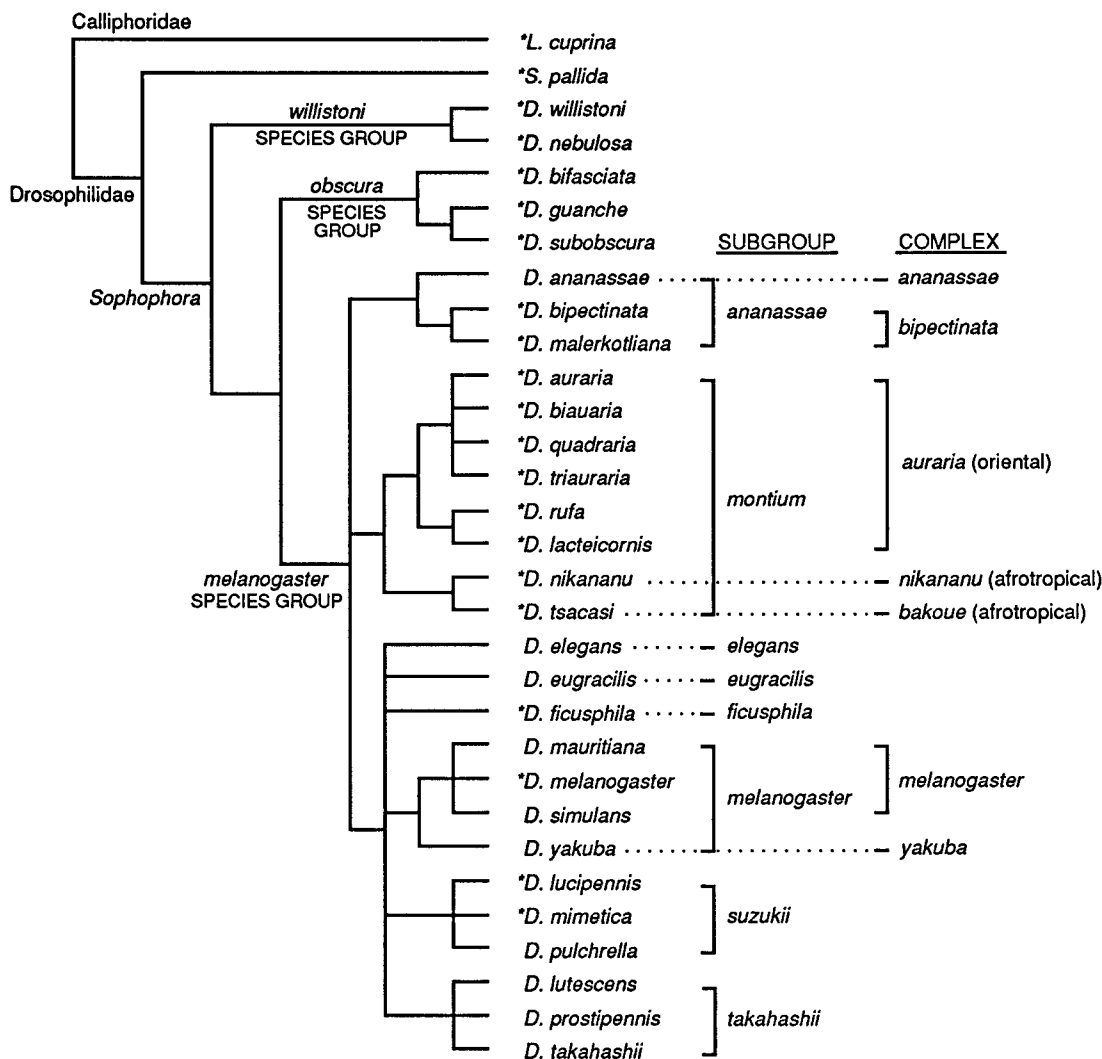 Calliphoridae
*L. cuprina
*S. pallida
willistoni
SPECIES GROUP
*D. willistoni
*D. nebulosa
Drosophilidae
obscura
SPECIES
GROUP
*D. bifasciata
*D. guanche
*D. subobscura
SUBGROUP
COMPLEX
Sophophora
D. ananassae
ananassae
*D. bipectinata
ananassae
bipectinata
*D. malerkotliana
*D. auraria
*D. biauaria
*D. quadraria
auraria (oriental)
*D. triauraria
montium
*D. rufa
*D. lacteicornis
melanogaster
SPECIES GROUP
*D. nikananu
nikananu (afrotropical)
*D. tsacasi
bakoue (afrotropical)
D. elegans
elegans
D. eugracilis
eugracilis
*D. ficusphila
ficusphila
D. mauritiana
*D. melanogaster
melanogaster
melanogaster
D. simulans
D. yakuba
yakuba
*D. lucipennis
*D. mimetica
suzukii
D. pulchrella
D. lutescens
D. prostipennis
takahashii
D. takahashii